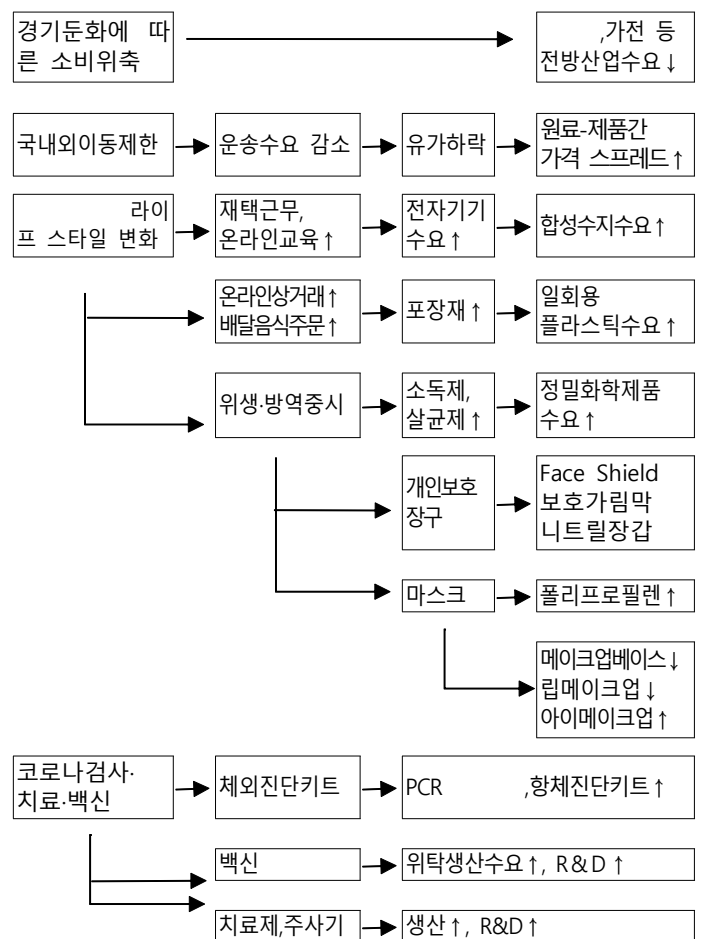 경기둔화에 따
른 소비위축
,가전 등
전방산업수요↓
국내외이동제한
운송수요 감소
유가하락
원료-제품간
가격 스프레드↑
라이
프 스타일 변화
재택근무,
온라인교육↑
전자기기
수요↑
합성수지수요↑
온라인상거래↑
배달음식주문↑
포장재↑
일회용
플라스틱수요↑
위생·방역중시
소독제,
살균제↑
정밀화학제품
수요↑
개인보호
장구
Face Shield
보호가림막
니트릴장갑
마스크
폴리프로필렌↑
메이크업베이스↓
립메이크업↓
아이메이크업↑
코로나검사·
치료·백신
체외진단키트
PCR ,항체진단키트↑
백신
위탁생산수요↑, R&D↑
치료제,주사기
생산↑, R&D↑